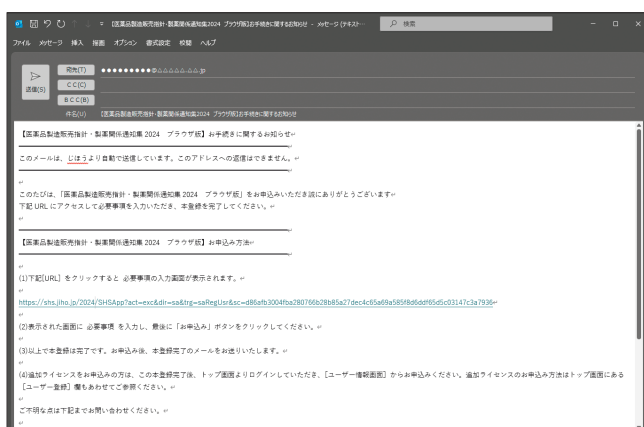 【医薬品製造販売指針・製薬関係通知集2024 ブラウザ版】お手続きに関するお知らせ - メッセージ (テキスト…
検索
ファイル メッセージ 挿入 描画 オプション 書式設定 校閲 ヘルプ
送信(S)
宛先(T) ●●●●●●●●●@△△△△△.△△.jp
C C (C)
B C C (B)
件名(U) 【医薬品製造販売指針・製薬関係通知集2024 ブラウザ版】お手続きに関するお知らせ
【医薬品製造販売指針・製薬関係通知集 2024 ブラウザ版】お手続きに関するお知らせ
このメールは、じほうより自動で送信しています。このアドレスへの返信はできません。
このたびは、「医薬品製造販売指針・製薬関係通知集 2024 ブラウザ版」をお申込みいただき誠にありがとうございます
下記 URL にアクセスして必要事項を入力いただき、本登録を完了してください。
【医薬品製造販売指針・製薬関係通知集 2024 ブラウザ版】お申込み方法
(1)下記[URL] をクリックすると 必要事項の入力画面が表示されます。
https://shs.jiho.jp/2024/SHSApp?act=exc&dir=sa&trg=saRegUsr&sc=d86afb3004fba280766b28b85a27dec4c65a69a585f8d6ddf65d5c03147c3a7936
(2)表示された画面に 必要事項 を入力し、最後に「お申込み」ボタンをクリックしてください。
(3)以上で本登録は完了です。お申込み後、本登録完了のメールをお送りいたします。
(4)追加ライセンスをお申込みの方は、この本登録完了後、トップ画面よりログインしていただき、[ユーザー情報画面] からお申込みください。追加ライセンスのお申込み方法はトップ画面にある
[ユーザー登録] 欄もあわせてご参照ください。
ご不明な点は下記までお問い合わせください。